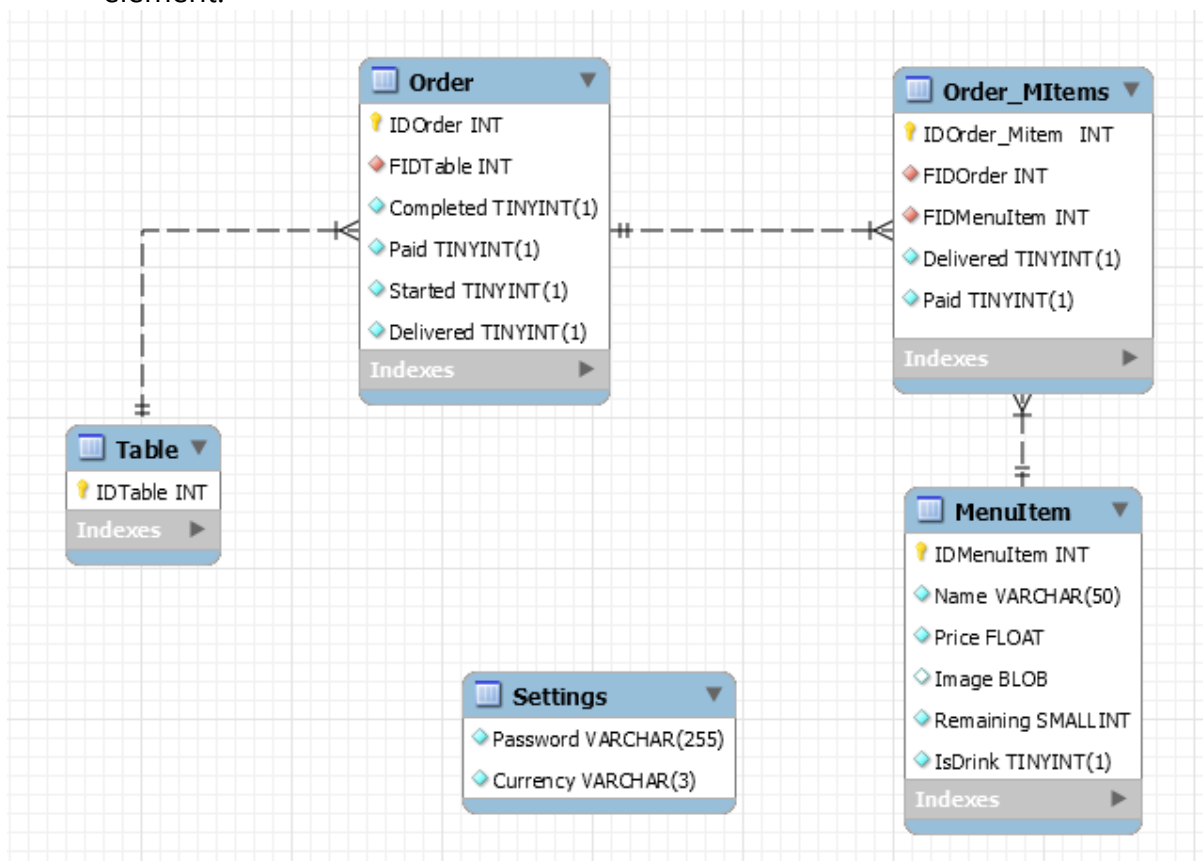 element.
Order
IDOrder INT
FIDTable INT
Completed TINYINT(1)
Paid TINYINT(1)
Started TINYINT(1)
Delivered TINYINT(1)
Indexes
Order_MItems
IDOrder_Mitem INT
FIDOrder INT
FIDMenuItem INT
Delivered TINYINT(1)
Paid TINYINT(1)
Indexes
Table
IDTable INT
Indexes
MenuItem
IDMenuItem INT
Name VARCHAR(50)
Price FLOAT
Image BLOB
Remaining SMALLINT
IsDrink TINYINT(1)
Indexes
Settings
Password VARCHAR(255)
Currency VARCHAR(3)